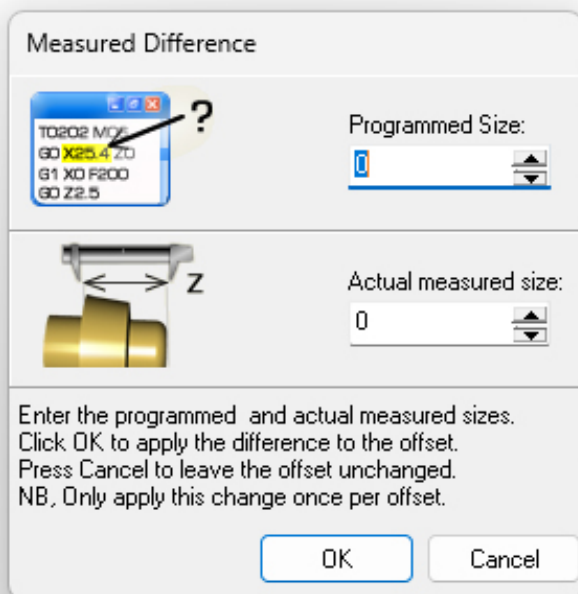 Measured Difference
?
T0202 M06
G0 X25.4 Z0
G1 X0 F200
G0 Z2.5
Programmed Size:
0
Z
Actual measured size:
0
Enter the programmed  and actual measured sizes.
Click OK to apply the difference to the offset.
Press Cancel to leave the offset unchanged.
NB, Only apply this change once per offset.
OK
Cancel